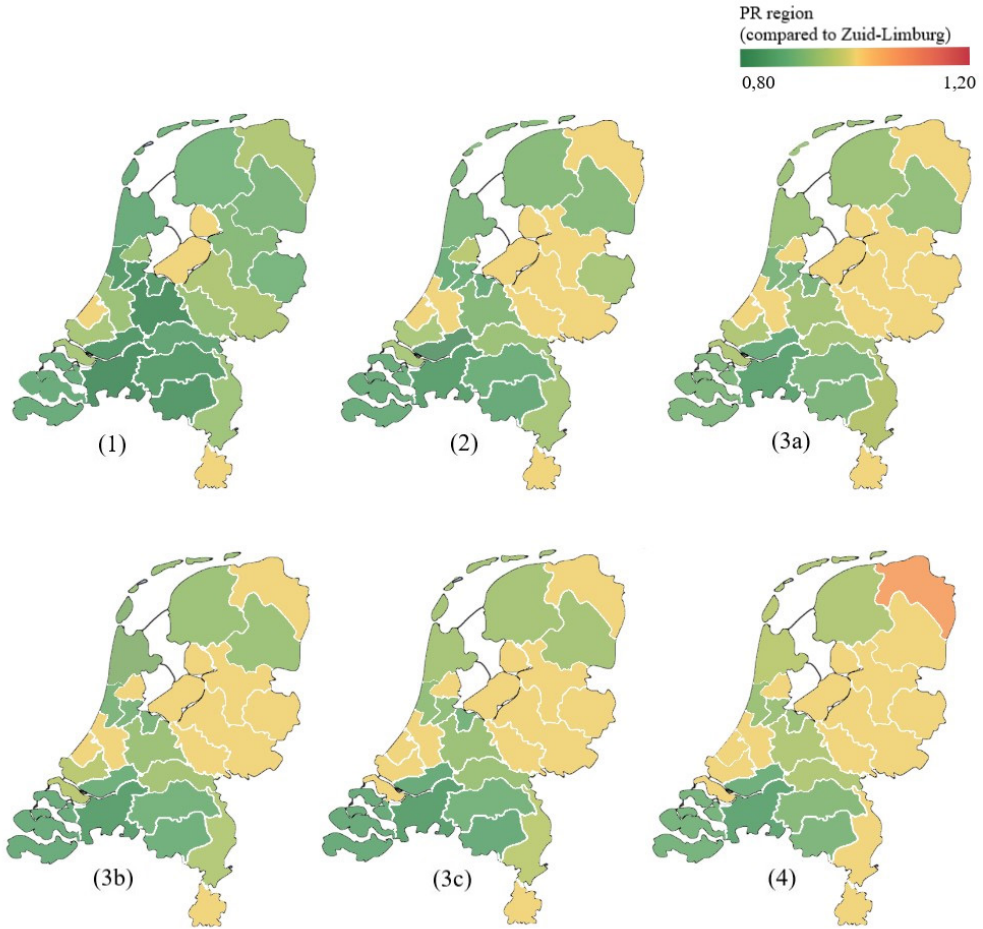 PR region
(compared to Zuid-Limburg)
0,80 1,20
(1) (2) (3a)
(3b) (3c) (4)